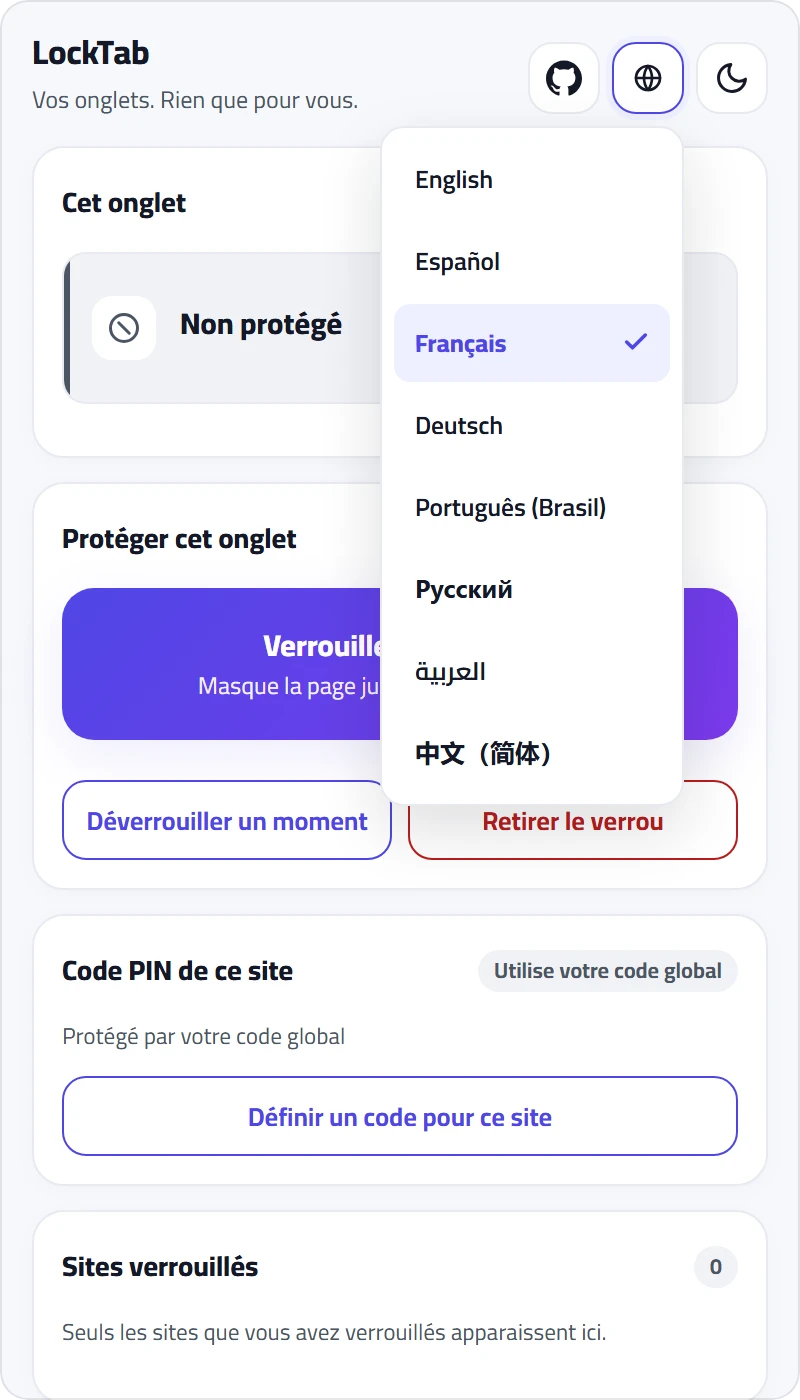 LockTab
Vos onglets. Rien que pour vous.
English
Español
Français
Deutsch
Português (Brasil)
Русский
العربية
中文（简体）
Cet onglet
Non protégé
Protéger cet onglet
Masque la page
Déverrouiller un moment
Retirer le verrou
Code PIN de ce site
Utilise votre code global
Protégé par votre code global
Définir un code pour ce site
Sites verrouillés
0
Seuls les sites que vous avez verrouillés apparaissent ici.